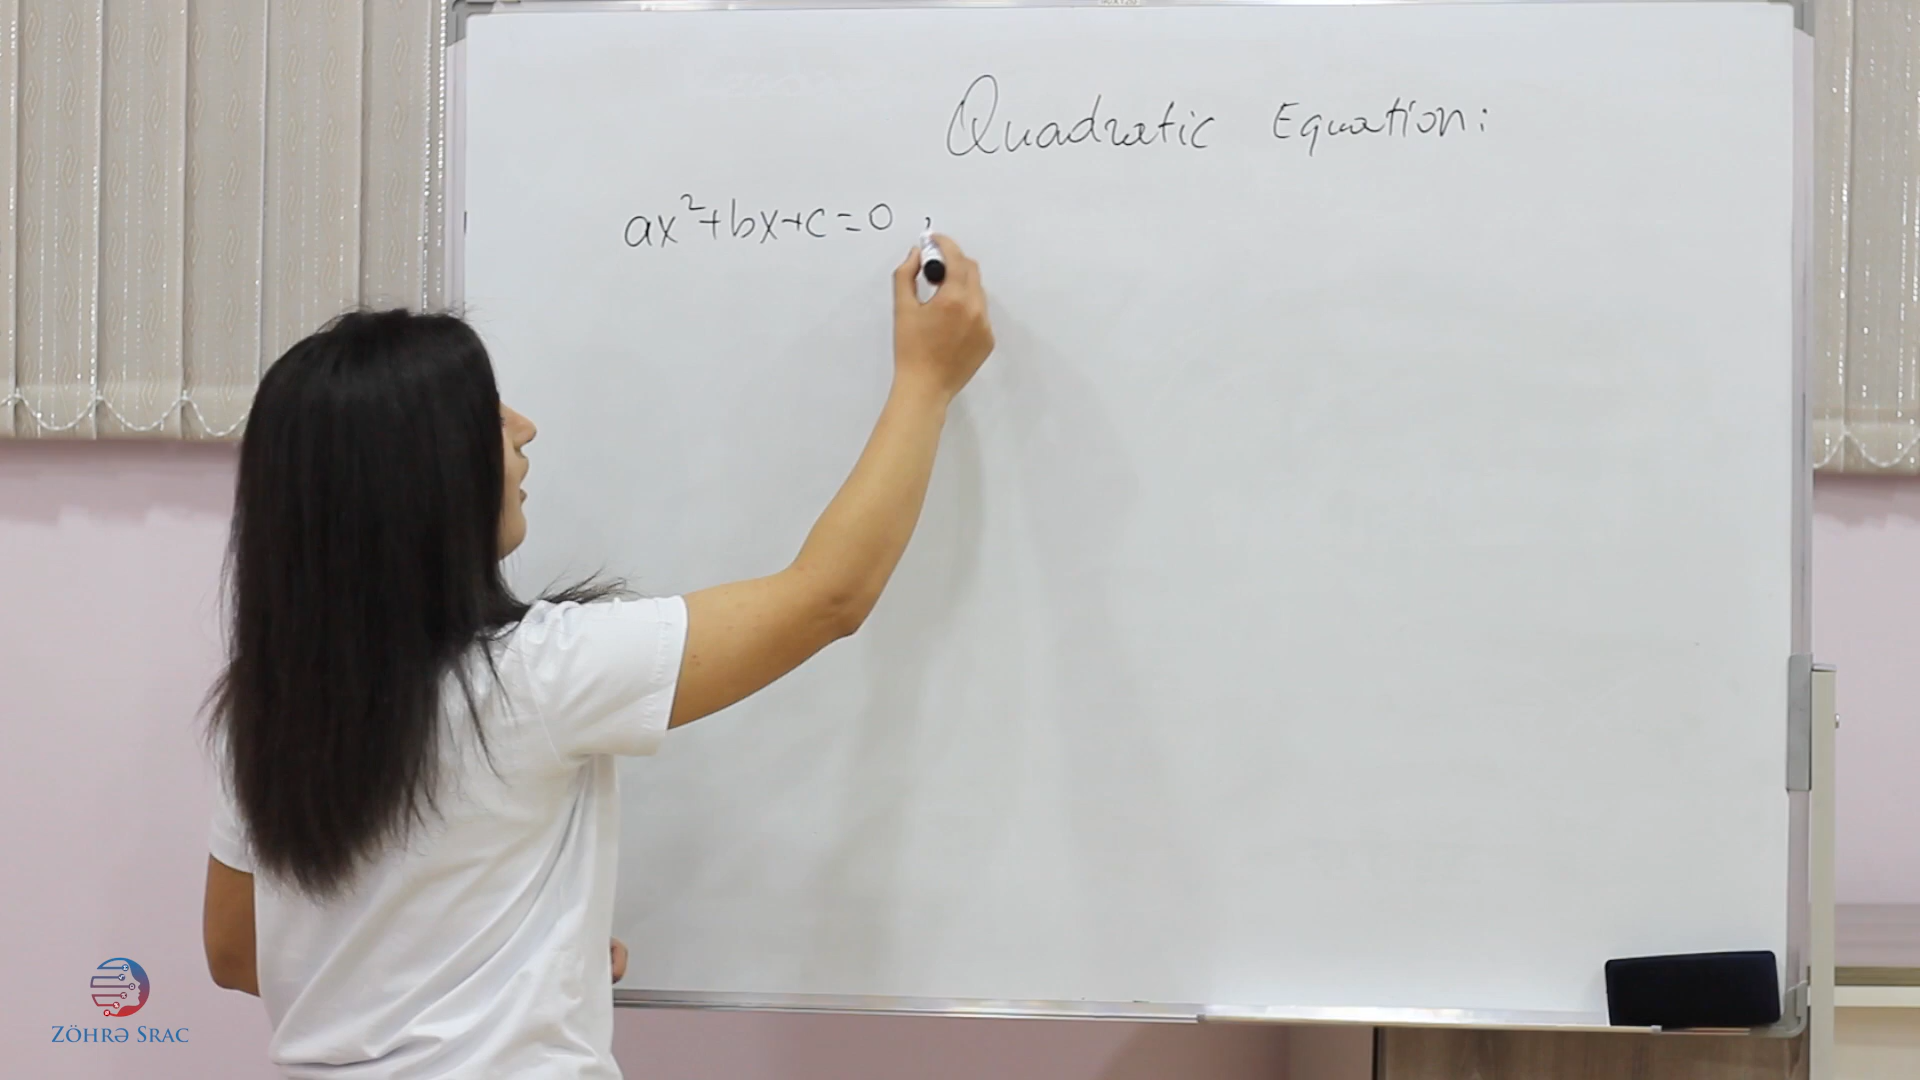 Quadratic Equation:
ax²+bx+c=0 ,
ZÖHRƏ SRAC